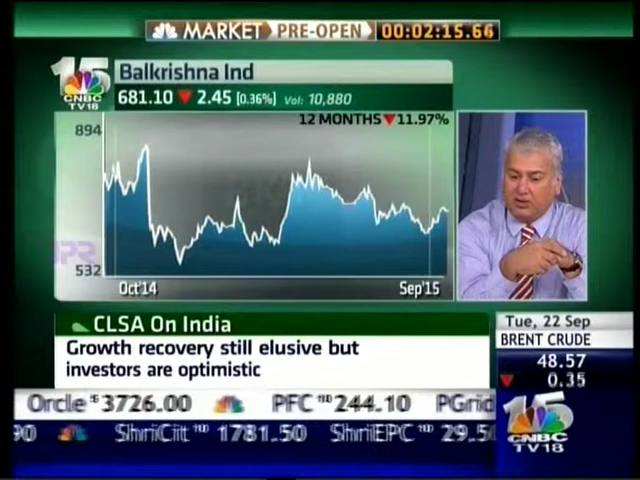 MARKET PRE-OPEN 00:02:15.66
15 Balkrishna Ind
CNBC
TV18
681.10 ▼ 2.45 [0.36%] Vol: 10,880
12 MONTHS ▼ 11.97%
894
532
Oct'14 Sep'15
CLSA On India
Growth recovery still elusive but
investors are optimistic
Tue, 22 Sep
BRENT CRUDE
48.57
▼ 0.35
Orcle 3726.00 PFC 244.10 PGrid
90 ShriCit 1781.50 ShriEPC 29.5
15
CNBC
TV18